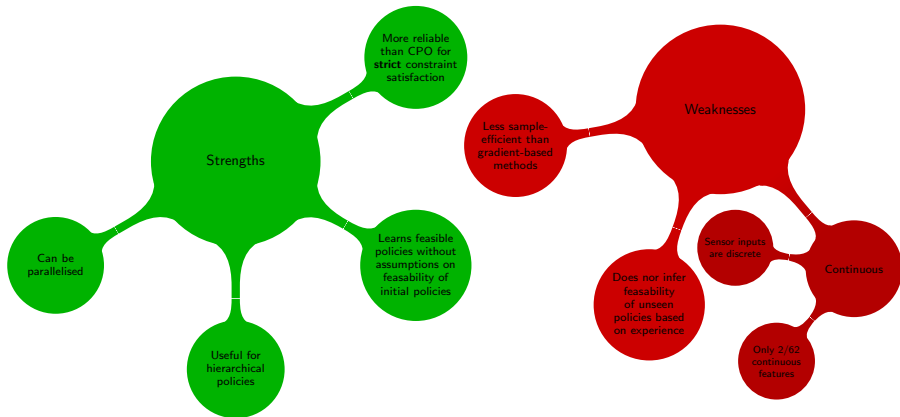 Strengths
More reliable
than CPO for
strict constraint
satisfaction
Learns feasible
policies without
assumptions on
feasability of
initial policies
Useful for
hierarchical
policies
Can be
parallelised
Weaknesses
Less sample-
efficient than
gradient-based
methods
Does nor infer
feasability
of unseen
policies based
on experience
Continuous
Sensor inputs
are discrete
Only 2/62
continuous
features